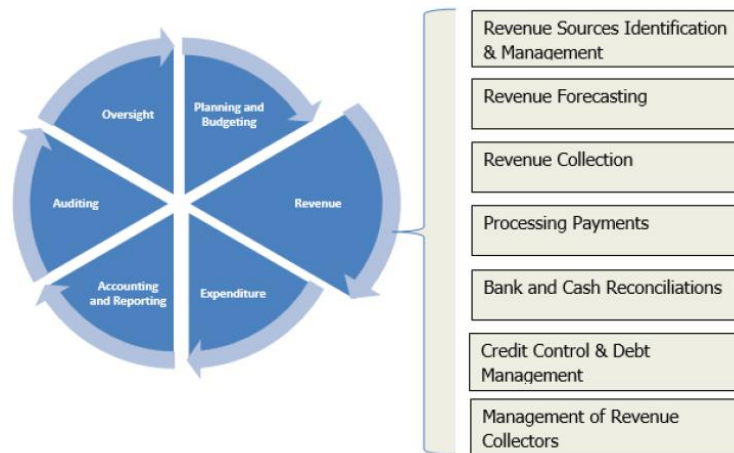 Oversight
Planning and
Budgeting
Auditing
Revenue
Accounting
and Reporting
Expenditure
Revenue Sources Identification
& Management
Revenue Forecasting
Revenue Collection
Processing Payments
Bank and Cash Reconciliations
Credit Control & Debt
Management
Management of Revenue
Collectors